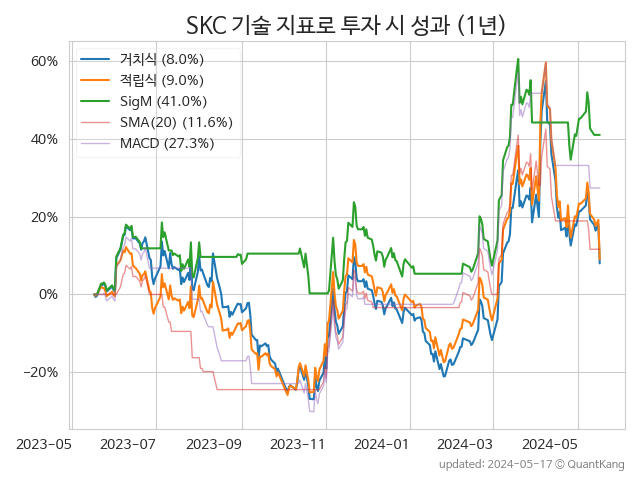 SKC 기술 지표로 투자 시 성과 (1년)
60%
40%
20%
0%
−20%
거치식 (8.0%)
적립식 (9.0%)
SigM (41.0%)
SMA(20) (11.6%)
MACD (27.3%)
2023-05 2023-07 2023-09 2023-11 2024-01 2024-03 2024-05
updated: 2024-05-17 © QuantKang